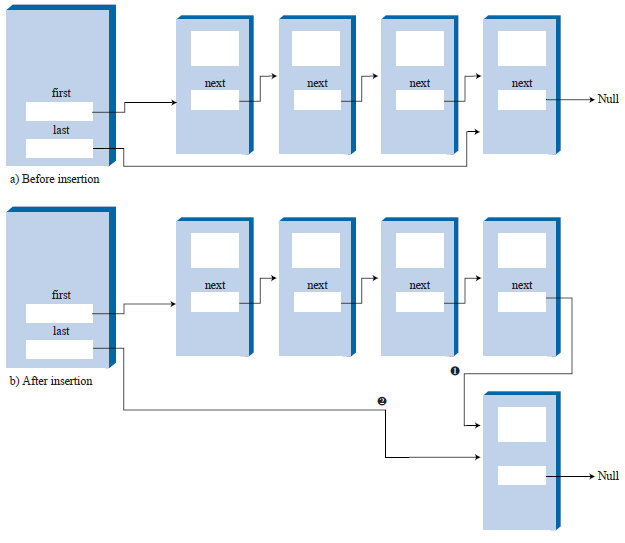 first
next
next
next
next
Null
last
a) Before insertion
first
next
next
next
next
last
b) After insertion
❶
❷
Null